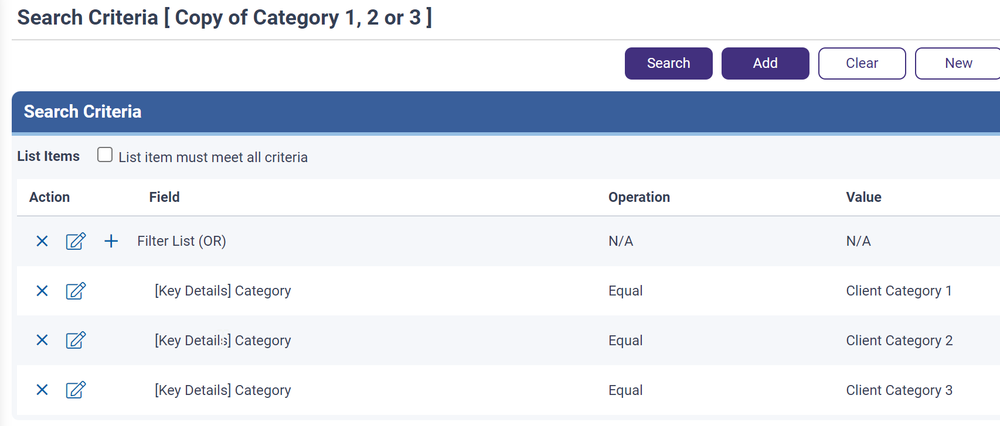 Search Criteria [ Copy of Category 1, 2 or 3 ]
Search Add Clear New
Search Criteria
List Items List item must meet all criteria
Action Field Operation Value
Filter List (OR) N/A N/A
[Key Details] Category Equal Client Category 1
[Key Details] Category Equal Client Category 2
[Key Details] Category Equal Client Category 3